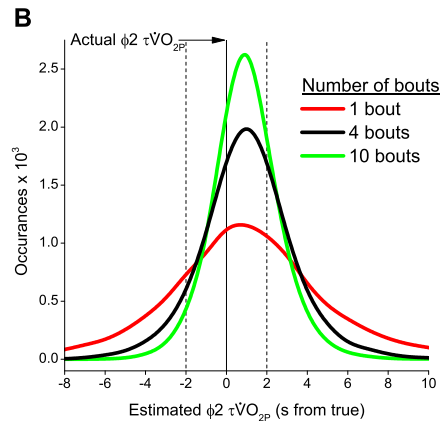 B
Actual ϕ2 τV̇O2P
Number of bouts
1 bout
4 bouts
10 bouts
Occurances x 10³
2.5
2.0
1.5
1.0
0.5
0.0
-8 -6 -4 -2 0 2 4 6 8 10
Estimated ϕ2 τV̇O2P (s from true)